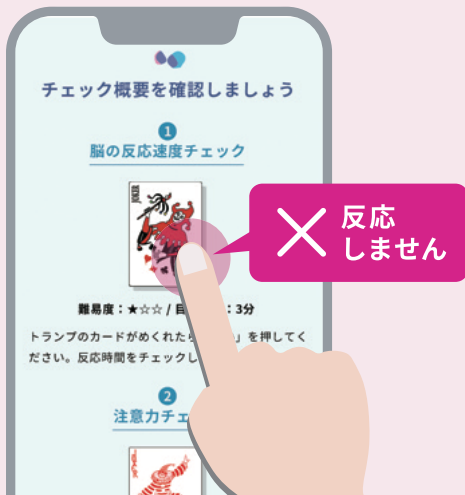 チェック概要を確認しましょう
1
脳の反応速度チェック
JOKER
反応
しません
難易度：★☆☆ / 目　：3分
トランプのカードがめくれたら　」を押してく
ださい。反応時間をチェックし
2
注意力チェ